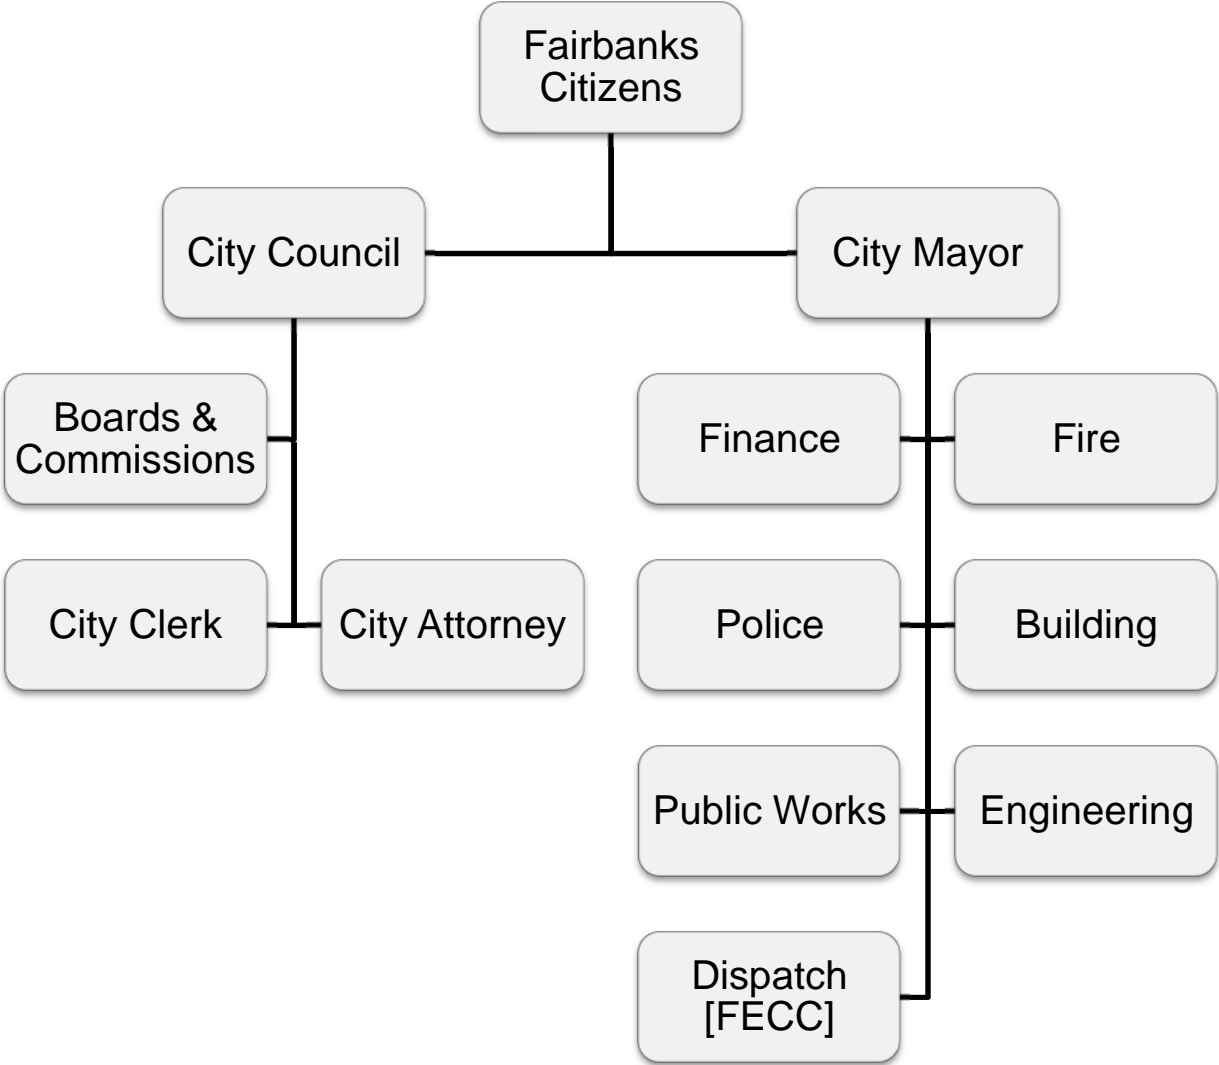 Fairbanks
Citizens
City Council
City Mayor
Boards &
Commissions
Finance
Fire
City Clerk
City Attorney
Police
Building
Public Works
Engineering
Dispatch
[FECC]